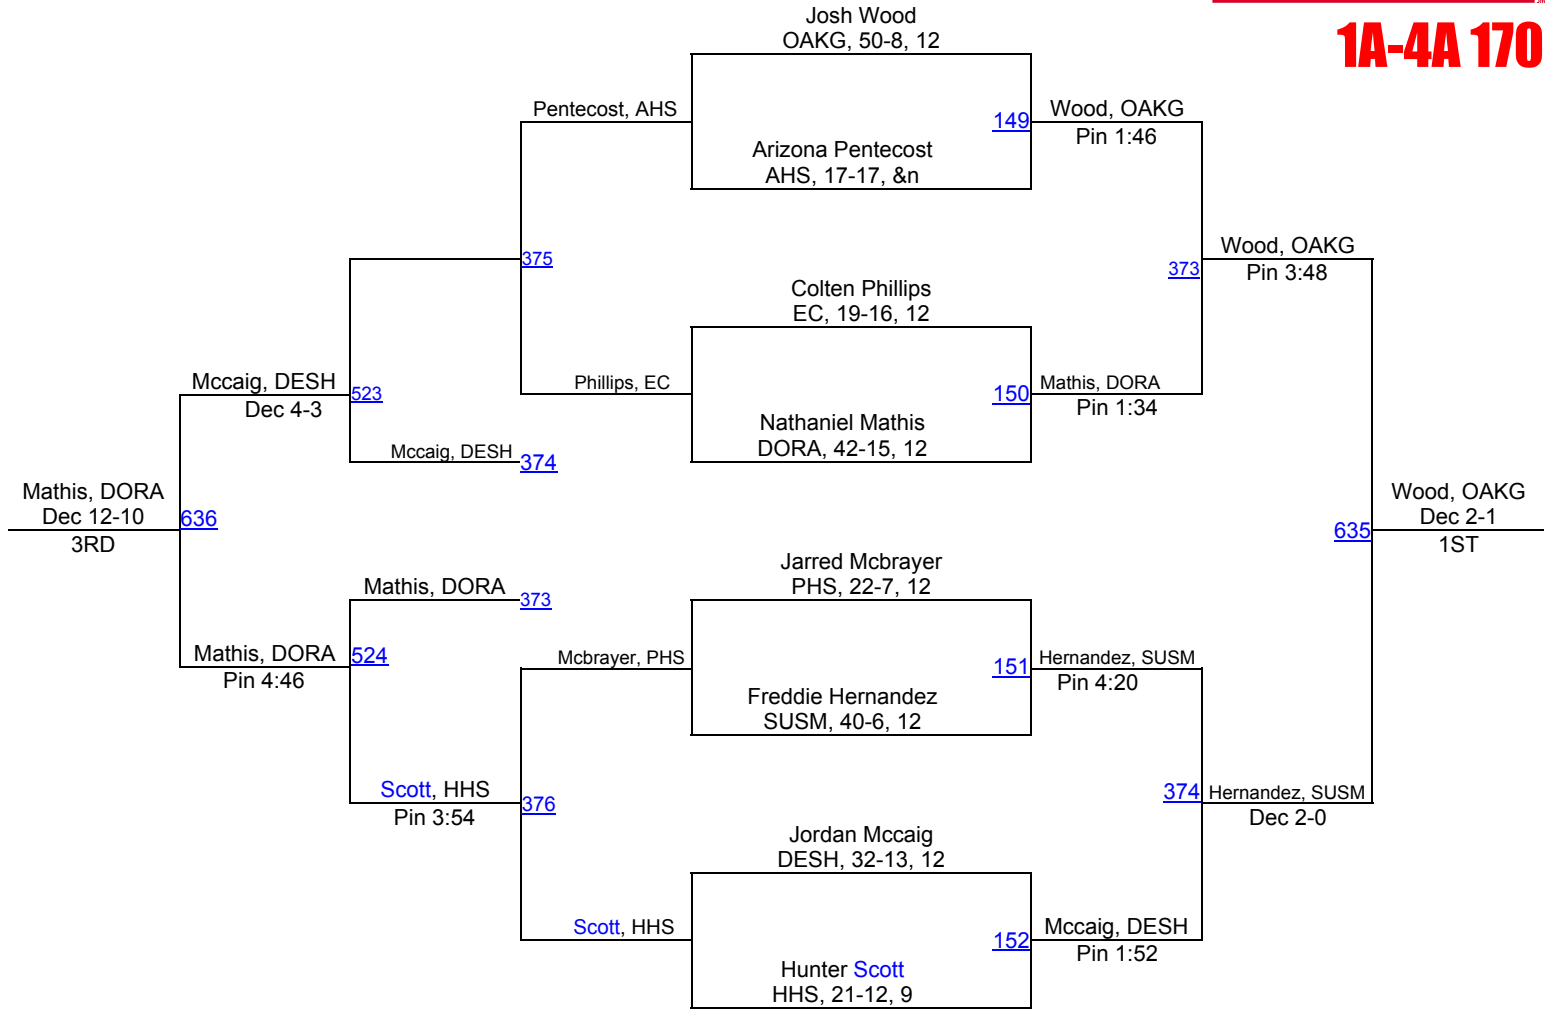 1A-4A 170
Josh Wood
OAKG, 50-8, 12
Pentecost, AHS
149
Wood, OAKG
Pin 1:46
Arizona Pentecost
AHS, 17-17, &n
375
373
Wood, OAKG
Pin 3:48
Colten Phillips
EC, 19-16, 12
Mccaig, DESH
Dec 4-3
523
Phillips, EC
150
Mathis, DORA
Pin 1:34
Nathaniel Mathis
DORA, 42-15, 12
Mccaig, DESH
374
Mathis, DORA
Dec 12-10
3RD
636
635
Wood, OAKG
Dec 2-1
1ST
Jarred Mcbrayer
PHS, 22-7, 12
Mathis, DORA
373
Mathis, DORA
Pin 4:46
524
Mcbrayer, PHS
151
Hernandez, SUSM
Pin 4:20
Freddie Hernandez
SUSM, 40-6, 12
Scott, HHS
Pin 3:54
376
374
Hernandez, SUSM
Dec 2-0
Jordan Mccaig
DESH, 32-13, 12
Scott, HHS
152
Mccaig, DESH
Pin 1:52
Hunter Scott
HHS, 21-12, 9